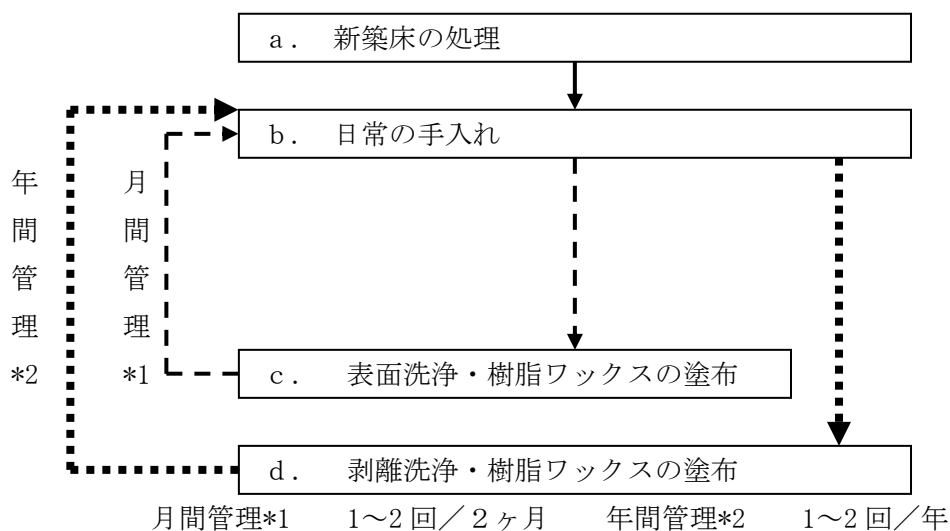 a. 新築床の処理
b. 日常の手入れ
年間管理*2
月間管理*1
c. 表面洗浄・樹脂ワックスの塗布
d. 剥離洗浄・樹脂ワックスの塗布
月間管理*1 1～2回／２ヶ月 年間管理*2 1～2回／年